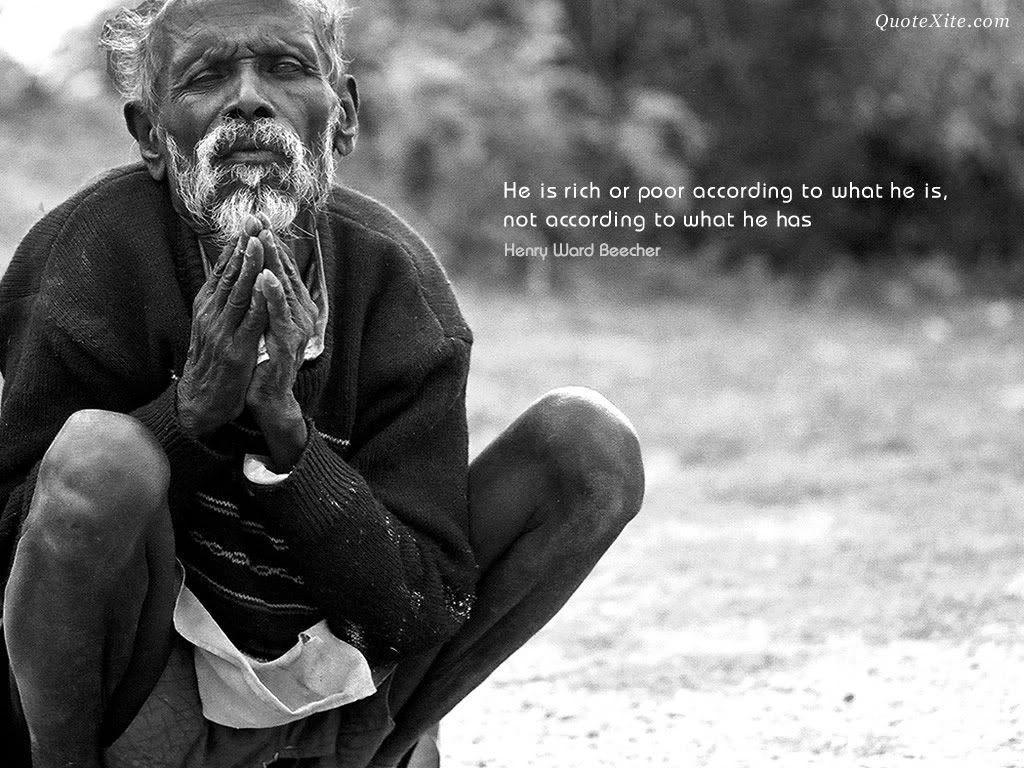 QuoteXite.com
He is rich or poor according to what he is,
not according to what he has
Henry Ward Beecher